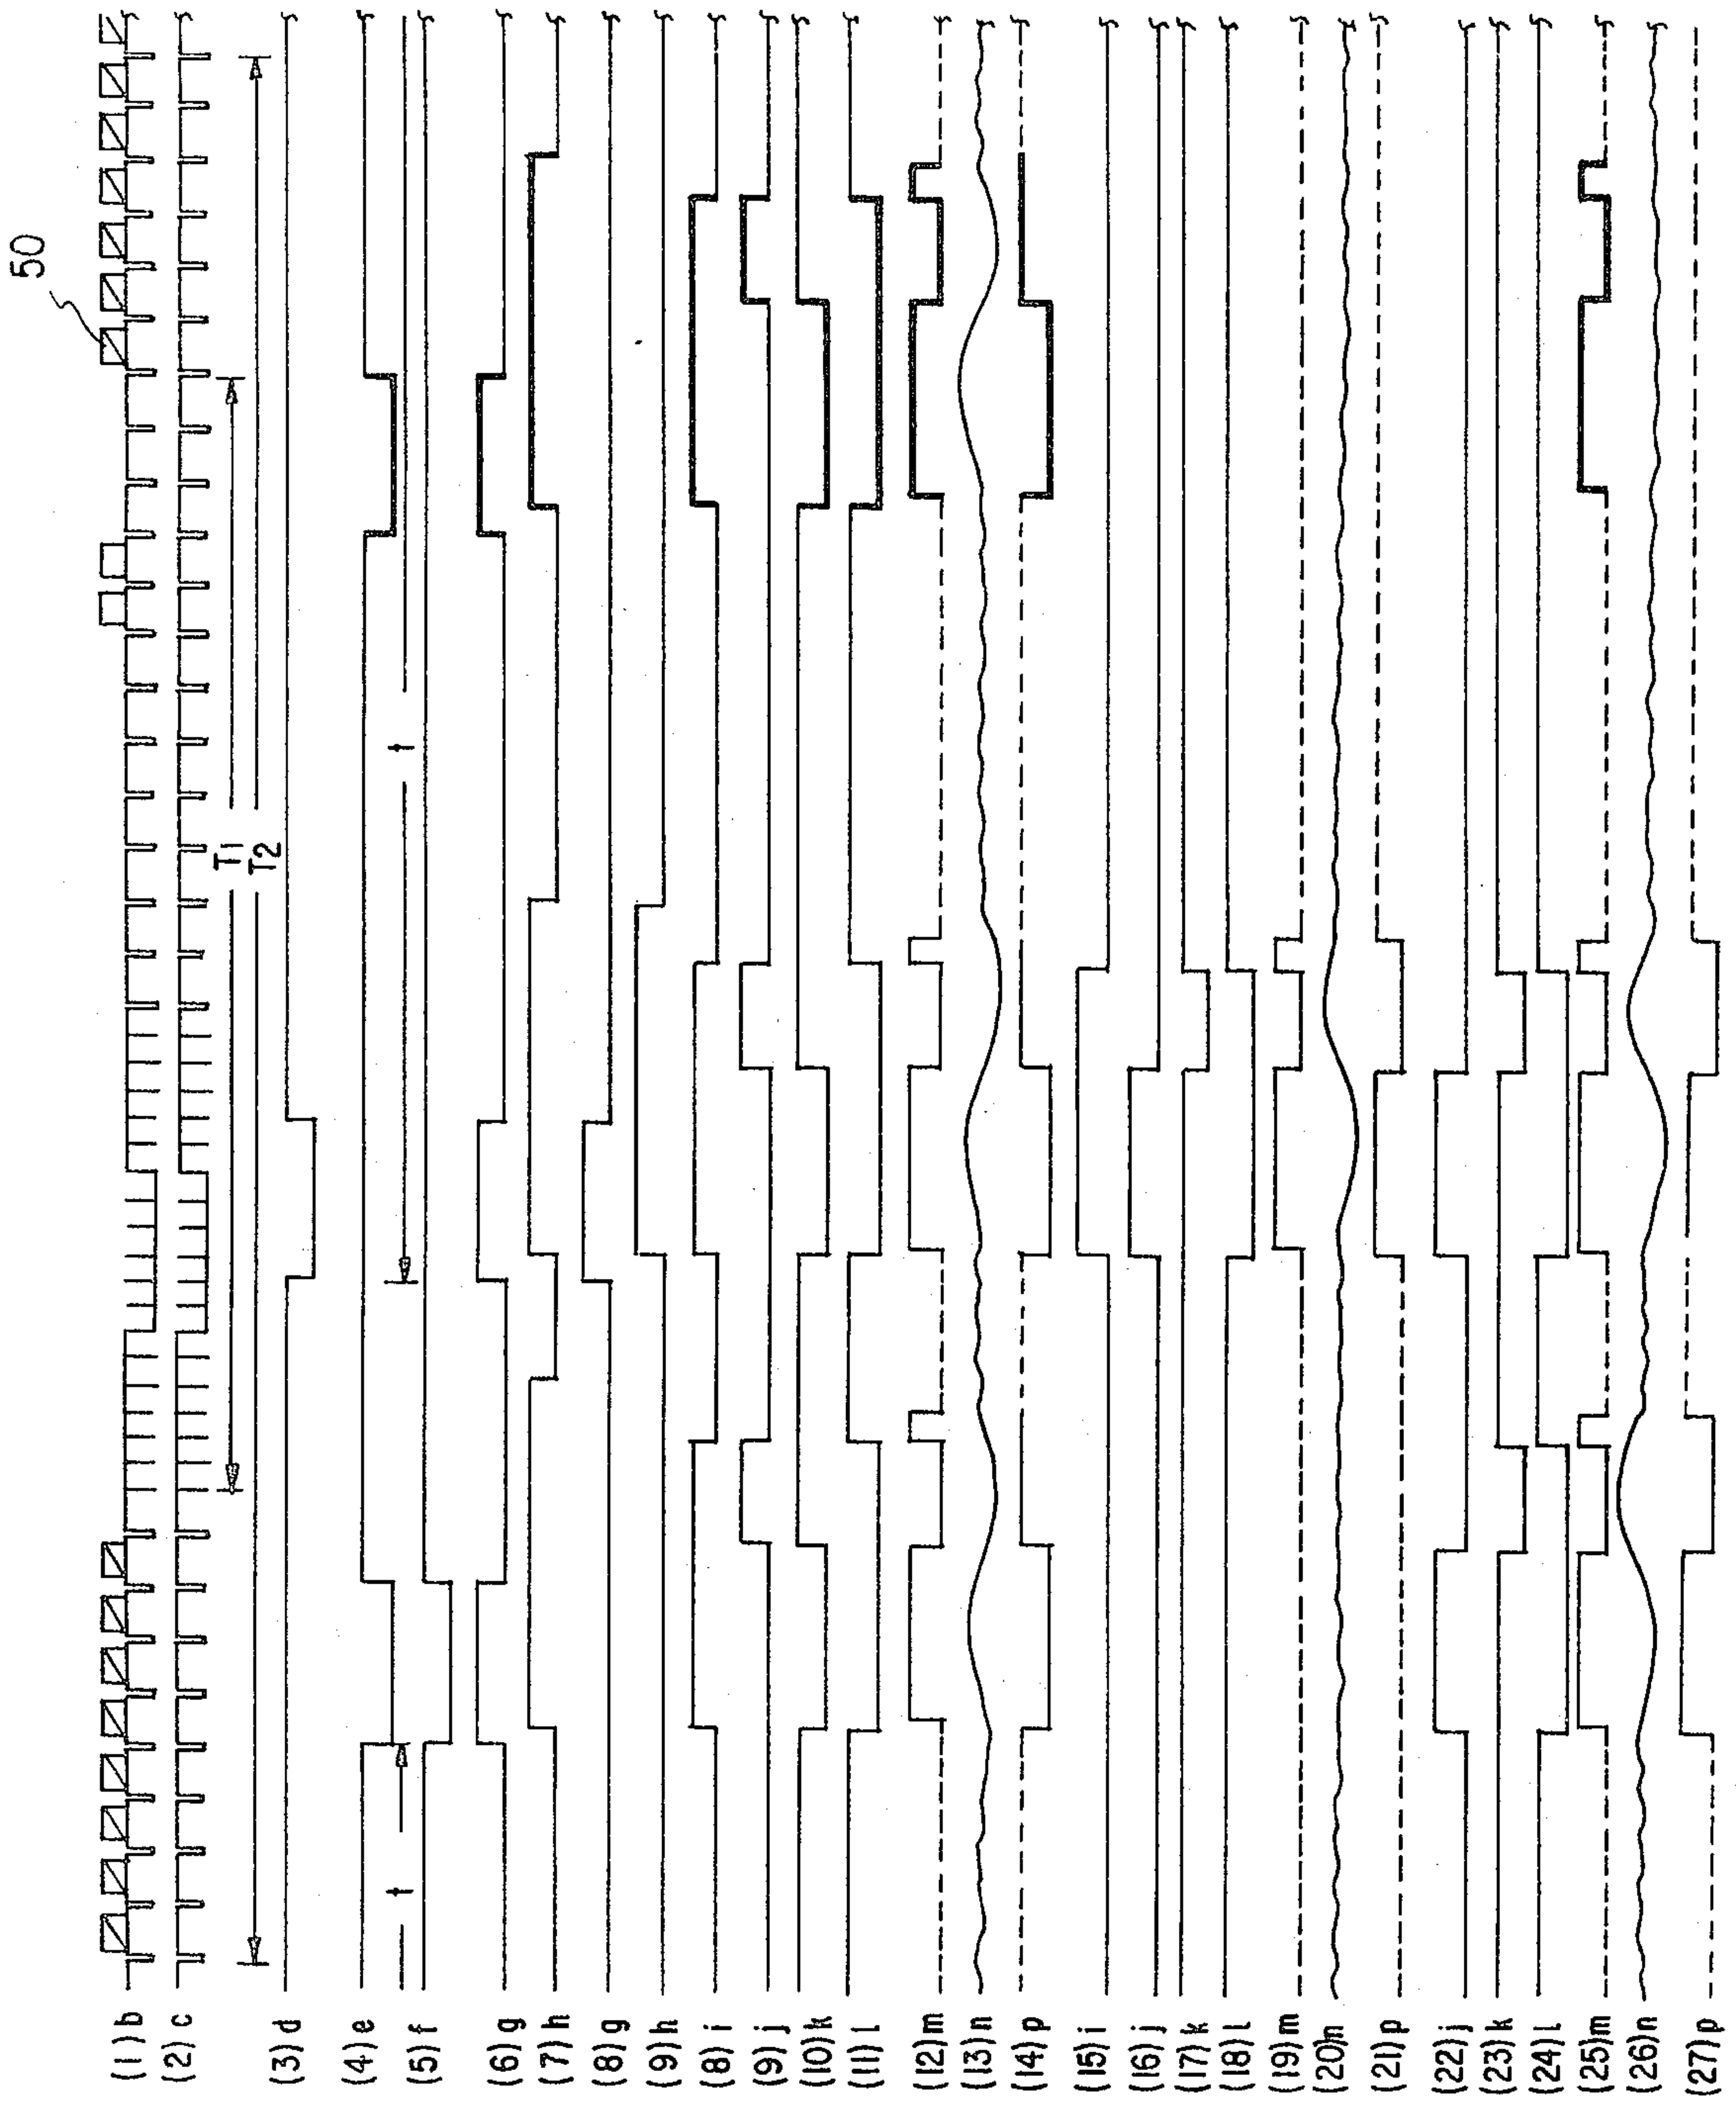 50
T1
T2
t
t
(1) b
(2) c
(3) d
(4) e
(5) f
(6) g
(7) h
(8) g
(9) h
(8) i
(9) j
(10) k
(11) l
(12) m
(13) n
(14) p
(15) i
(16) j
(17) k
(18) l
(19) m
(20) n
(21) p
(22) j
(23) k
(24) l
(25) m
(26) n
(27) p